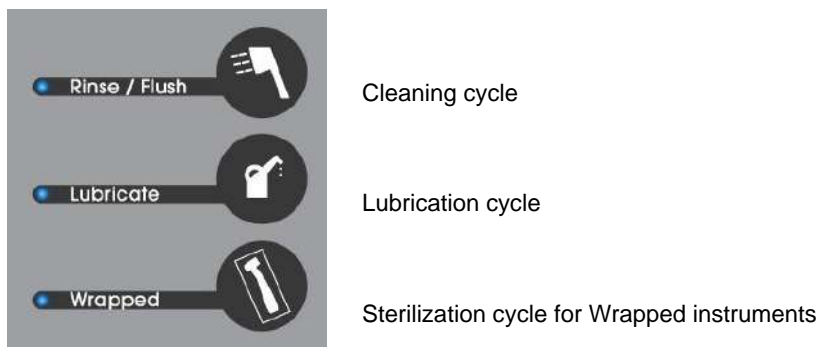 Rinse / Flush
Cleaning cycle
Lubricate
Lubrication cycle
Wrapped
Sterilization cycle for Wrapped instruments